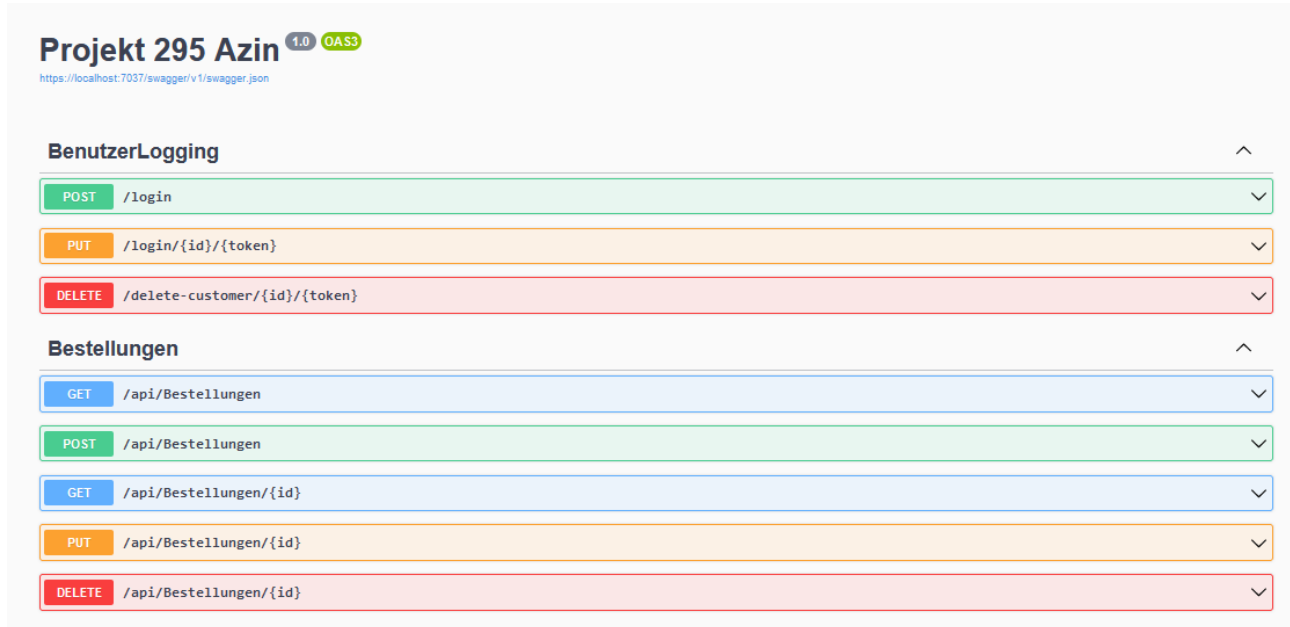 Projekt 295 Azin 1.0 OAS3
https://localhost:7037/swagger/v1/swagger.json
BenutzerLogging
POST /login
PUT /login/{id}/{token}
DELETE /delete-customer/{id}/{token}
Bestellungen
GET /api/Bestellungen
POST /api/Bestellungen
GET /api/Bestellungen/{id}
PUT /api/Bestellungen/{id}
DELETE /api/Bestellungen/{id}